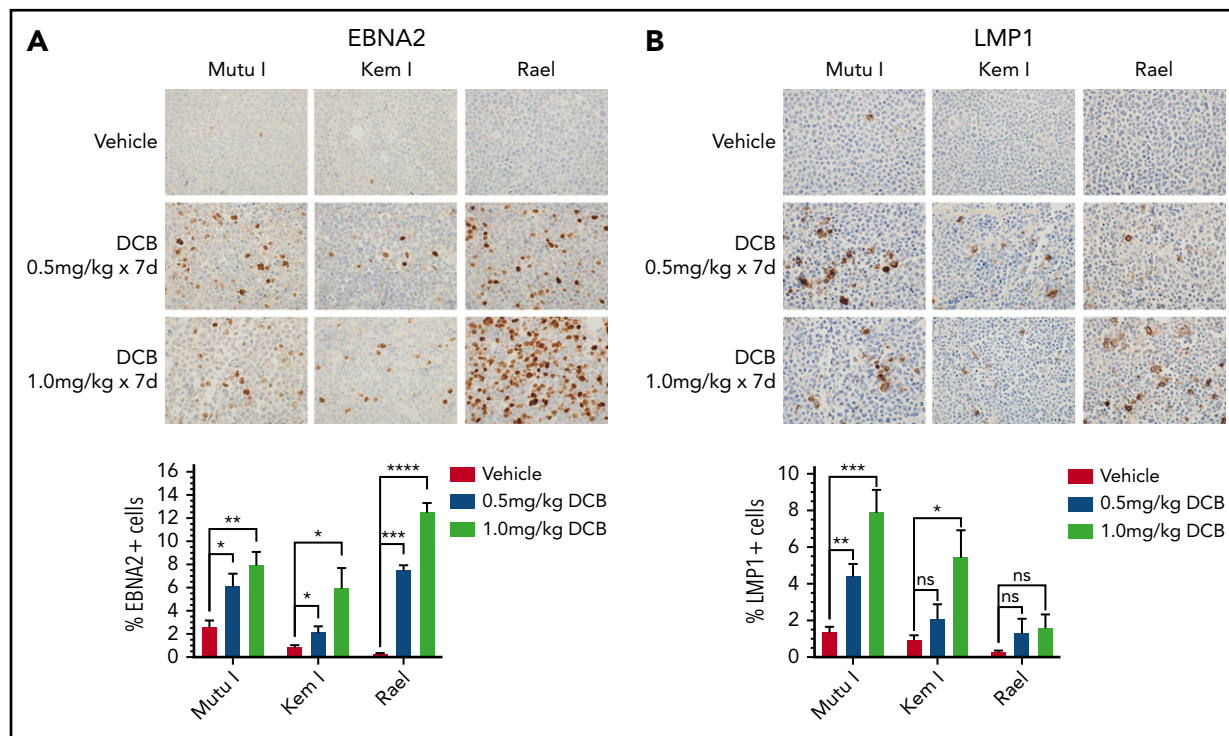 A
EBNA2
Mutu I
Kem I
Rael
Vehicle
DCB
0.5mg/kg x 7d
DCB
1.0mg/kg x 7d
% EBNA2 + cells
16
14
12
10
8
6
4
2
0
**
*
*
*
****
***
Mutu I
Kem I
Rael
Vehicle
0.5mg/kg DCB
1.0mg/kg DCB
B
LMP1
Mutu I
Kem I
Rael
Vehicle
DCB
0.5mg/kg x 7d
DCB
1.0mg/kg x 7d
% LMP1 + cells
10
8
6
4
2
0
***
**
*
ns
ns
ns
Mutu I
Kem I
Rael
Vehicle
0.5mg/kg DCB
1.0mg/kg DCB